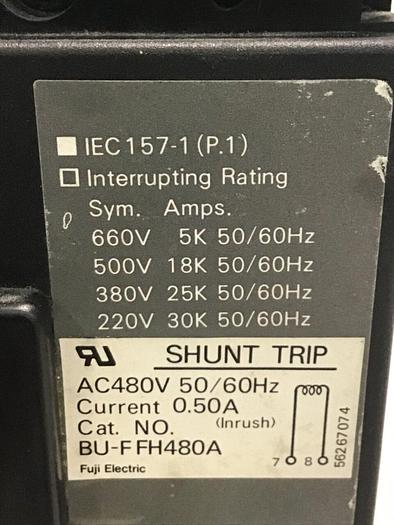 IEC157-1 (P.1)
Interrupting Rating
Sym. Amps.
660V 5K 50/60Hz
500V 18K 50/60Hz
380V 25K 50/60Hz
220V 30K 50/60Hz
RU SHUNT TRIP
AC480V 50/60Hz
Current 0.50A
Cat. NO. (Inrush)
BU-FFH480A
Fuji Electric
7 8
56267074